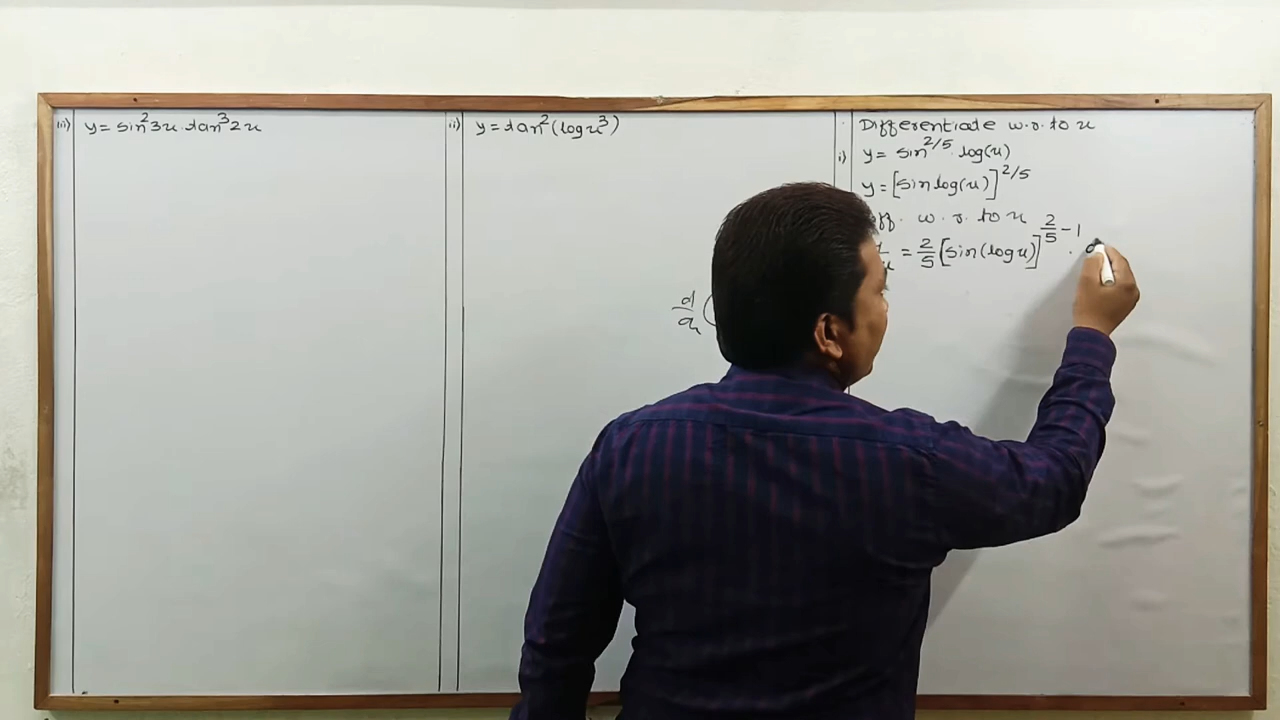 iii) y = sin²3x · tan³2x
ii) y = tan²(log x³)
Differentiate w.r. to x
i) y = sin^2/5 · log(x)
y = [sin log(x)]^2/5
w.r. to x
= 2/5 [sin(log x)]^2/5 − 1 ·
d/dx (